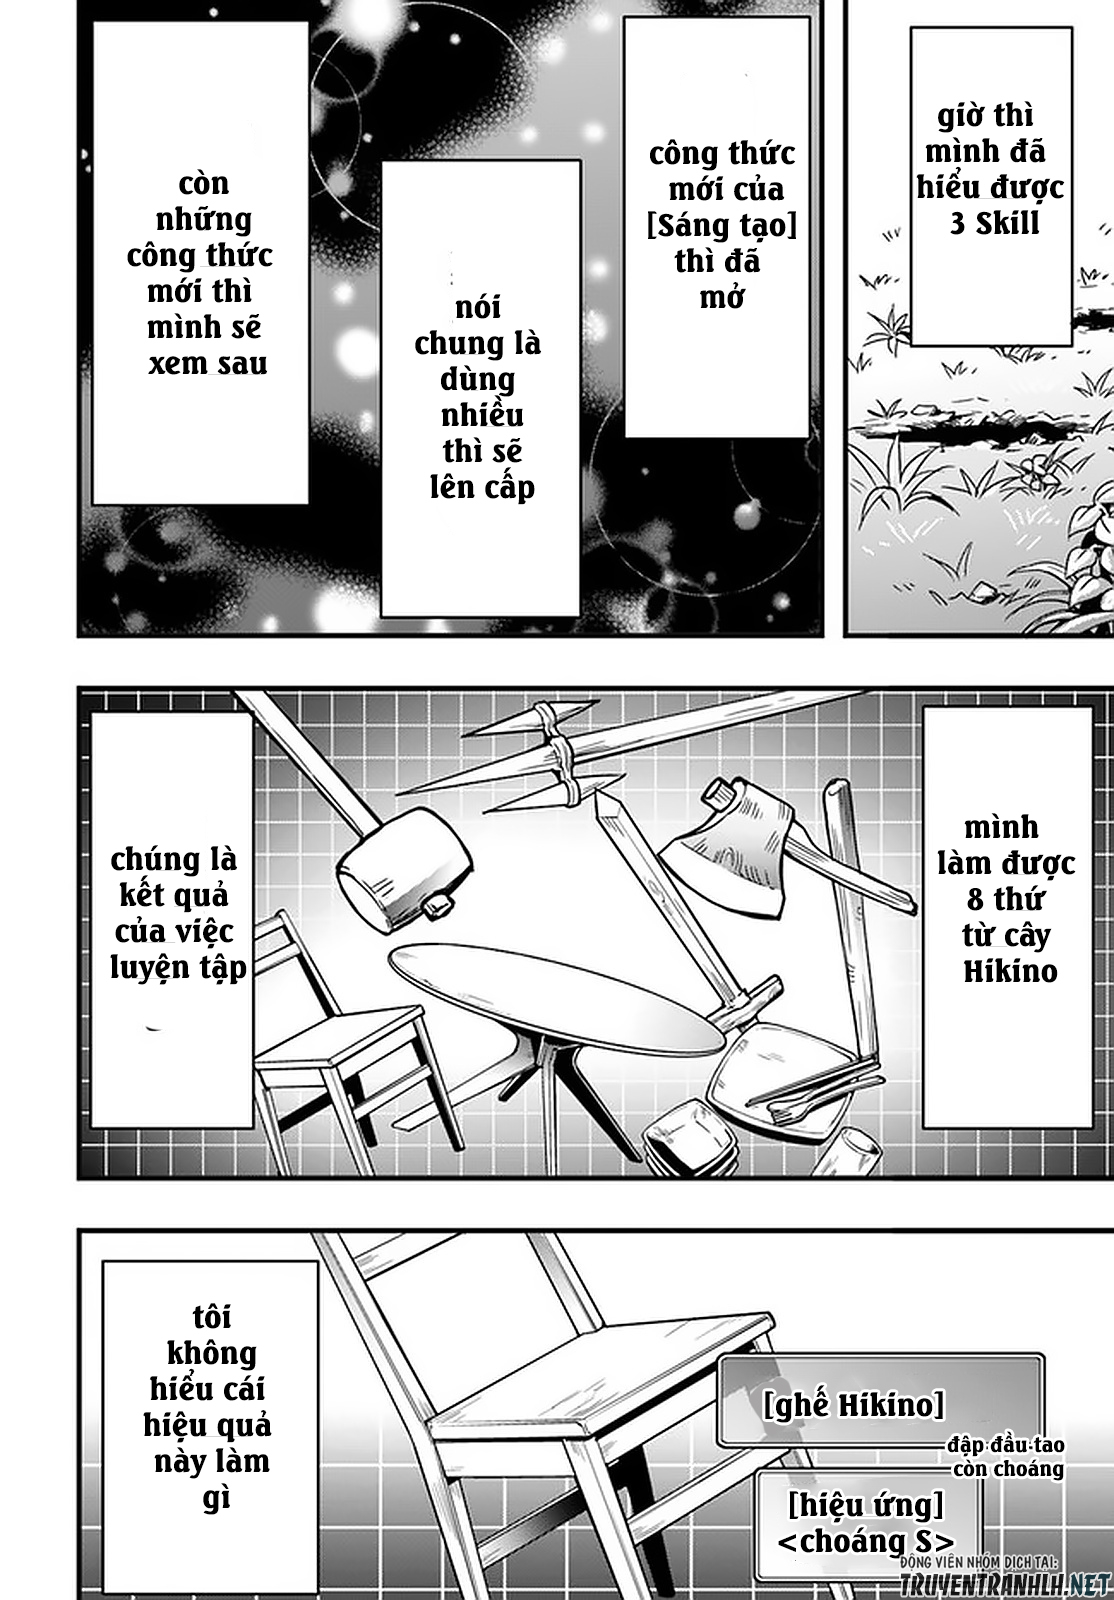 giờ thì
mình đã
hiểu được
3 Skill
công thức
mới của
[Sáng tạo]
thì đã
mở
nói
chung là
dùng
nhiều
thì sẽ
lên cấp
còn
những
công thức
mới thì
mình sẽ
xem sau
mình
làm được
8 thứ
từ cây
Hikino
chúng là
kết quả
của việc
luyện tập
[ghế Hikino]
đập đầu tao
còn choáng
[hiệu ứng]
<choáng S>
tôi
không
hiểu cái
hiệu quả
này làm
gì
ĐỘNG VIÊN NHÓM DỊCH TẠI:
TRUYENTRANHLH.NET